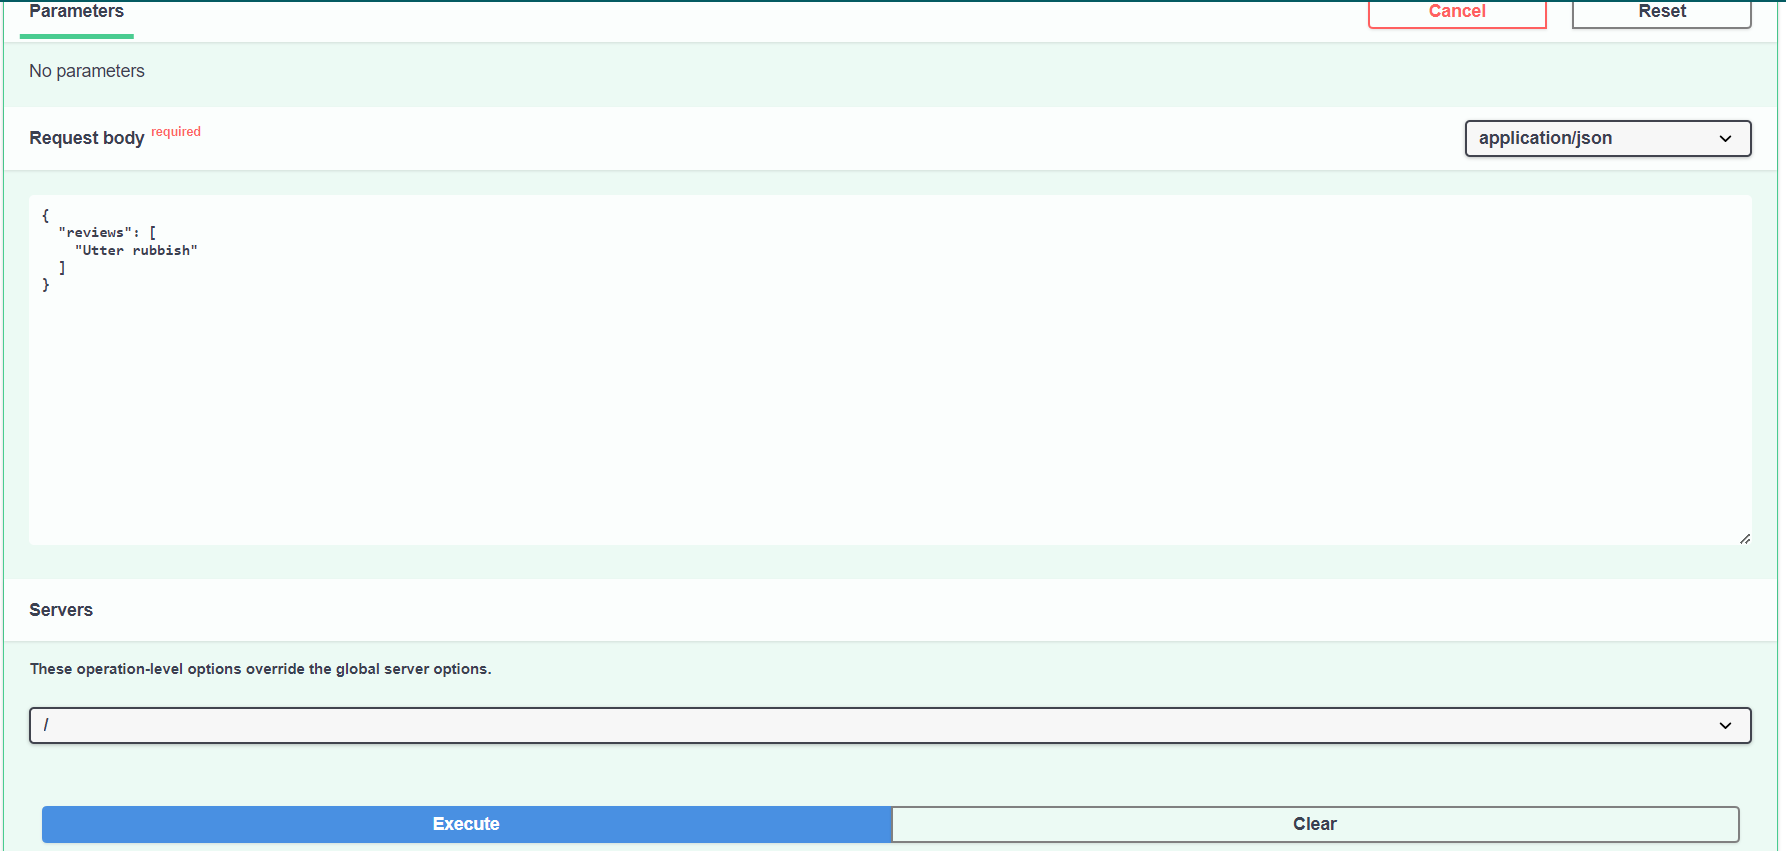 Parameters
Cancel
Reset
No parameters
Request body required
application/json
{
  "reviews": [
    "Utter rubbish"
  ]
}
Servers
These operation-level options override the global server options.
/
Execute
Clear